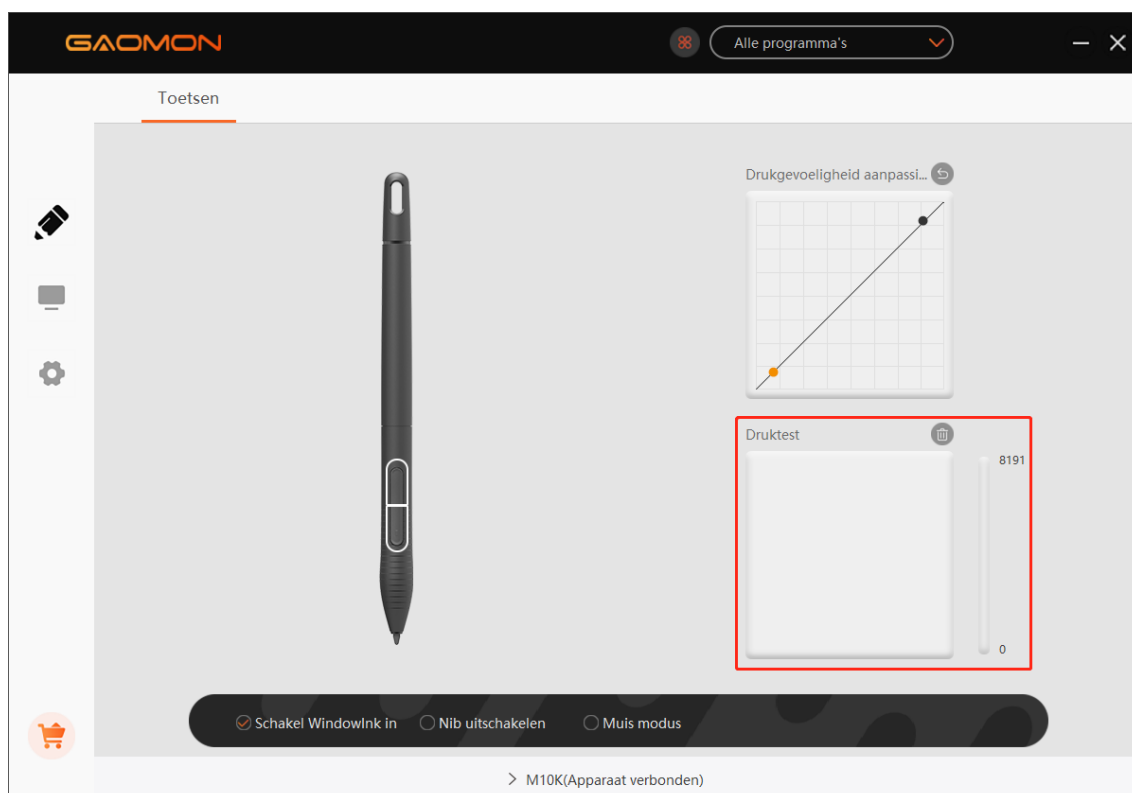 GAOMON
Alle programma's
Toetsen
Drukgevoeligheid aanpassi...
Druktest
8191
0
Schakel WindowInk in
Nib uitschakelen
Muis modus
M10K(Apparaat verbonden)